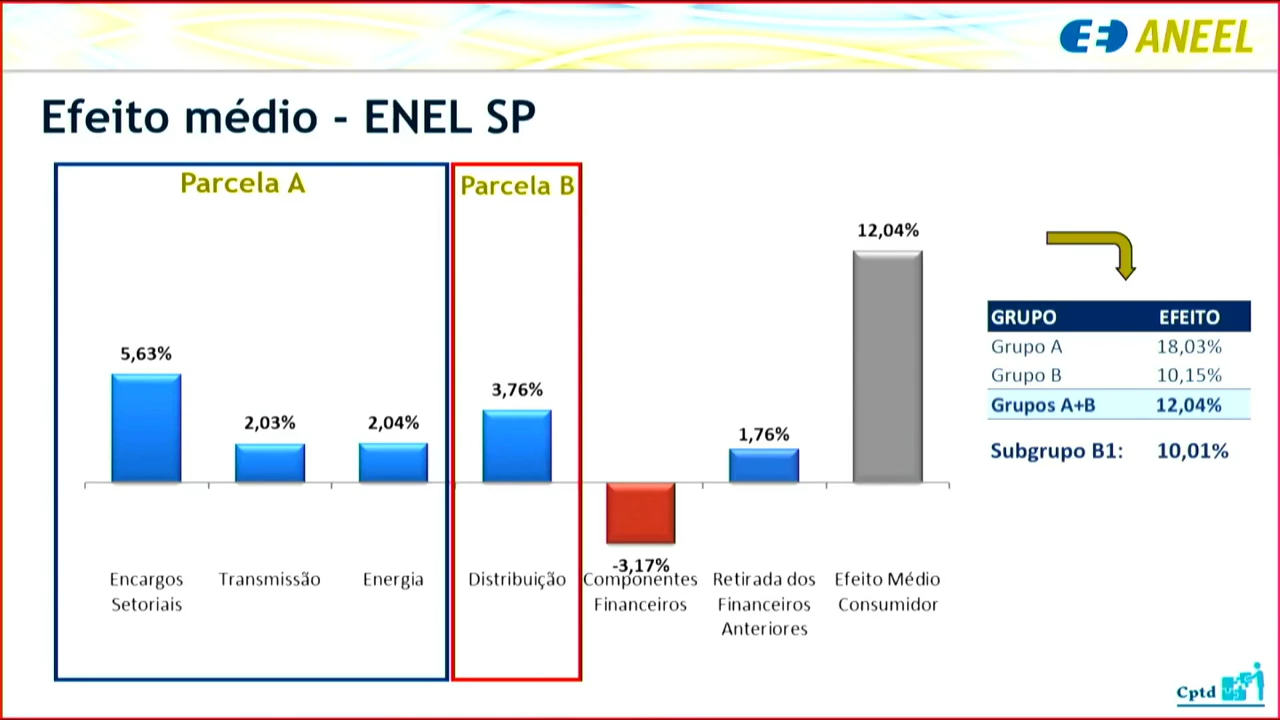 ANEEL
Efeito médio - ENEL SP
Parcela A
Parcela B
5,63%
2,03%
2,04%
3,76%
-3,17%
1,76%
12,04%
Encargos
Setoriais
Transmissão
Energia
Distribuição
Componentes
Financeiros
Retirada dos
Financeiros
Anteriores
Efeito Médio
Consumidor
GRUPO EFEITO
Grupo A 18,03%
Grupo B 10,15%
Grupos A+B 12,04%
Subgrupo B1: 10,01%
Cptd